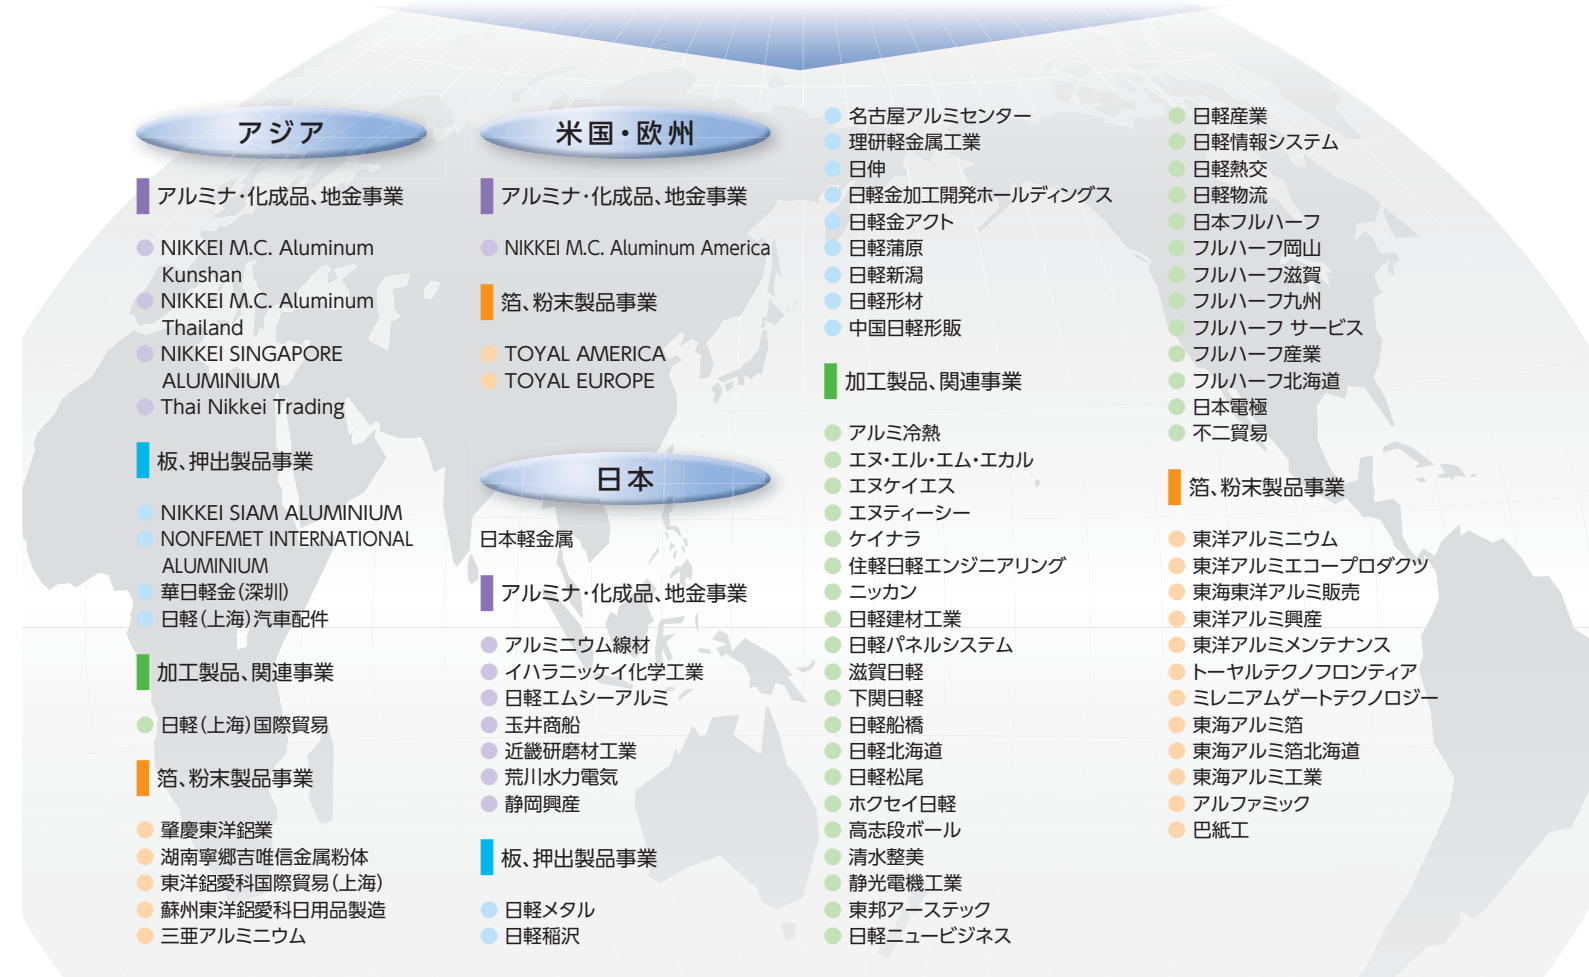 アジア
アルミナ・化成品、地金事業
NIKKEI M.C. Aluminum
Kunshan
NIKKEI M.C. Aluminum
Thailand
NIKKEI SINGAPORE
ALUMINIUM
Thai Nikkei Trading
板、押出製品事業
NIKKEI SIAM ALUMINIUM
NONFEMET INTERNATIONAL
ALUMINIUM
華日軽金(深圳)
日軽(上海)汽車配件
加工製品、関連事業
日軽(上海)国際貿易
箔、粉末製品事業
肇慶東洋鋁業
湖南寧郷吉唯信金属粉体
東洋鋁愛科国際貿易(上海)
蘇州東洋鋁愛科日用品製造
三亜アルミニウム
米国・欧州
アルミナ・化成品、地金事業
NIKKEI M.C. Aluminum America
箔、粉末製品事業
TOYAL AMERICA
TOYAL EUROPE
日本
日本軽金属
アルミナ・化成品、地金事業
アルミニウム線材
イハラニッケイ化学工業
日軽エムシーアルミ
玉井商船
近畿研磨材工業
荒川水力電気
静岡興産
板、押出製品事業
日軽メタル
日軽稲沢
名古屋アルミセンター
理研軽金属工業
日伸
日軽金加工開発ホールディングス
日軽金アクト
日軽蒲原
日軽新潟
日軽形材
中国日軽形販
加工製品、関連事業
アルミ冷熱
エヌ・エル・エム・エカル
エヌケイエス
エヌティーシー
ケイナラ
住軽日軽エンジニアリング
ニッカン
日軽建材工業
日軽パネルシステム
滋賀日軽
下関日軽
日軽船橋
日軽北海道
日軽松尾
ホクセイ日軽
高志段ボール
清水整美
静光電機工業
東邦アーステック
日軽ニュービジネス
日軽産業
日軽情報システム
日軽熱交
日軽物流
日本フルハーフ
フルハーフ岡山
フルハーフ滋賀
フルハーフ九州
フルハーフ サービス
フルハーフ産業
フルハーフ北海道
日本電極
不二貿易
箔、粉末製品事業
東洋アルミニウム
東洋アルミエコープロダクツ
東海東洋アルミ販売
東洋アルミ興産
東洋アルミメンテナンス
トーヤルテクノフロンティア
ミレニアムゲートテクノロジー
東海アルミ箔
東海アルミ箔北海道
東海アルミ工業
アルファミック
巴紙工